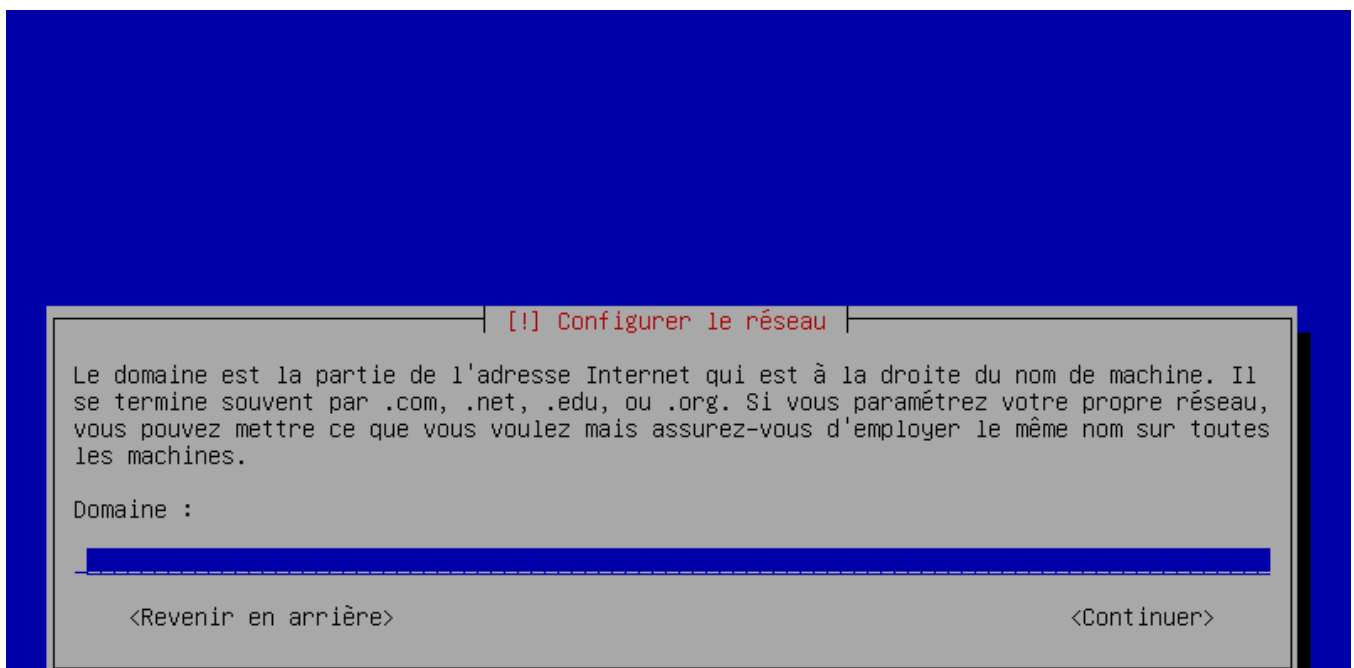 [!] Configurer le réseau
Le domaine est la partie de l'adresse Internet qui est à la droite du nom de machine. Il
se termine souvent par .com, .net, .edu, ou .org. Si vous paramétrez votre propre réseau,
vous pouvez mettre ce que vous voulez mais assurez-vous d'employer le même nom sur toutes
les machines.
Domaine :
<Revenir en arrière> <Continuer>